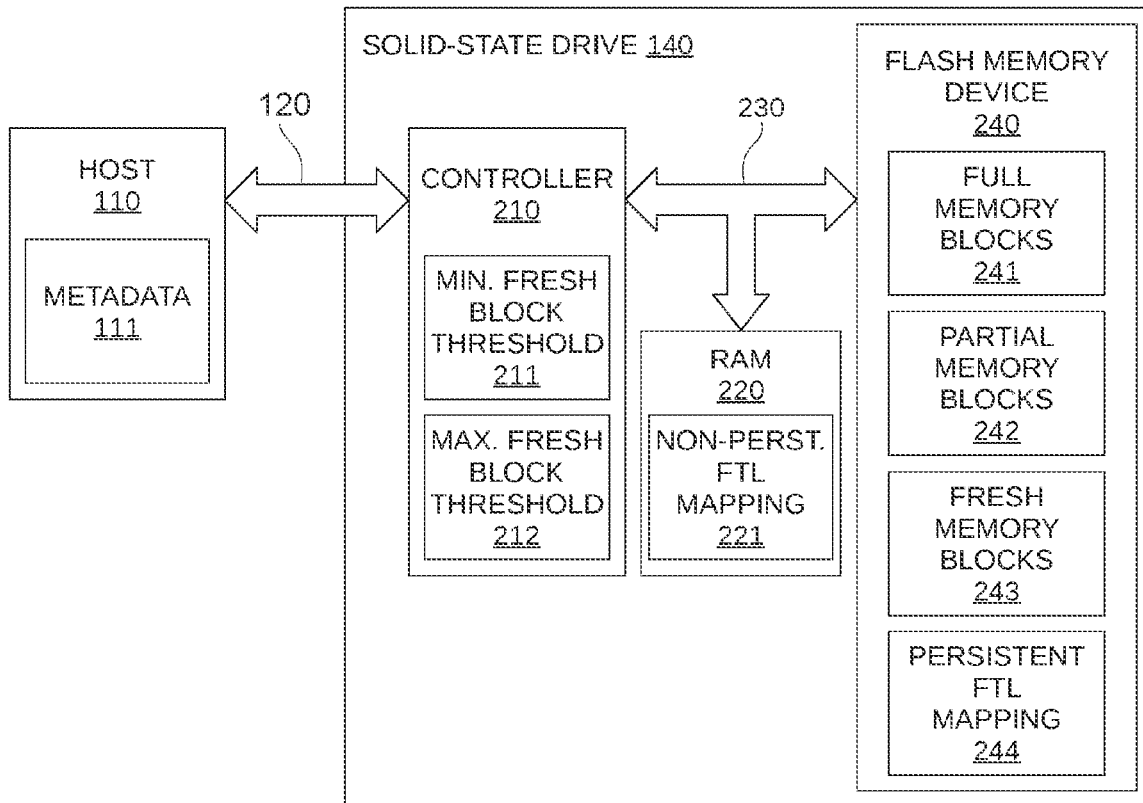 SOLID-STATE DRIVE 140
120
HOST
110
METADATA
111
CONTROLLER
210
MIN. FRESH
BLOCK
THRESHOLD
211
MAX. FRESH
BLOCK
THRESHOLD
212
230
RAM
220
NON-PERST.
FTL
MAPPING
221
FLASH MEMORY
DEVICE
240
FULL
MEMORY
BLOCKS
241
PARTIAL
MEMORY
BLOCKS
242
FRESH
MEMORY
BLOCKS
243
PERSISTENT
FTL
MAPPING
244